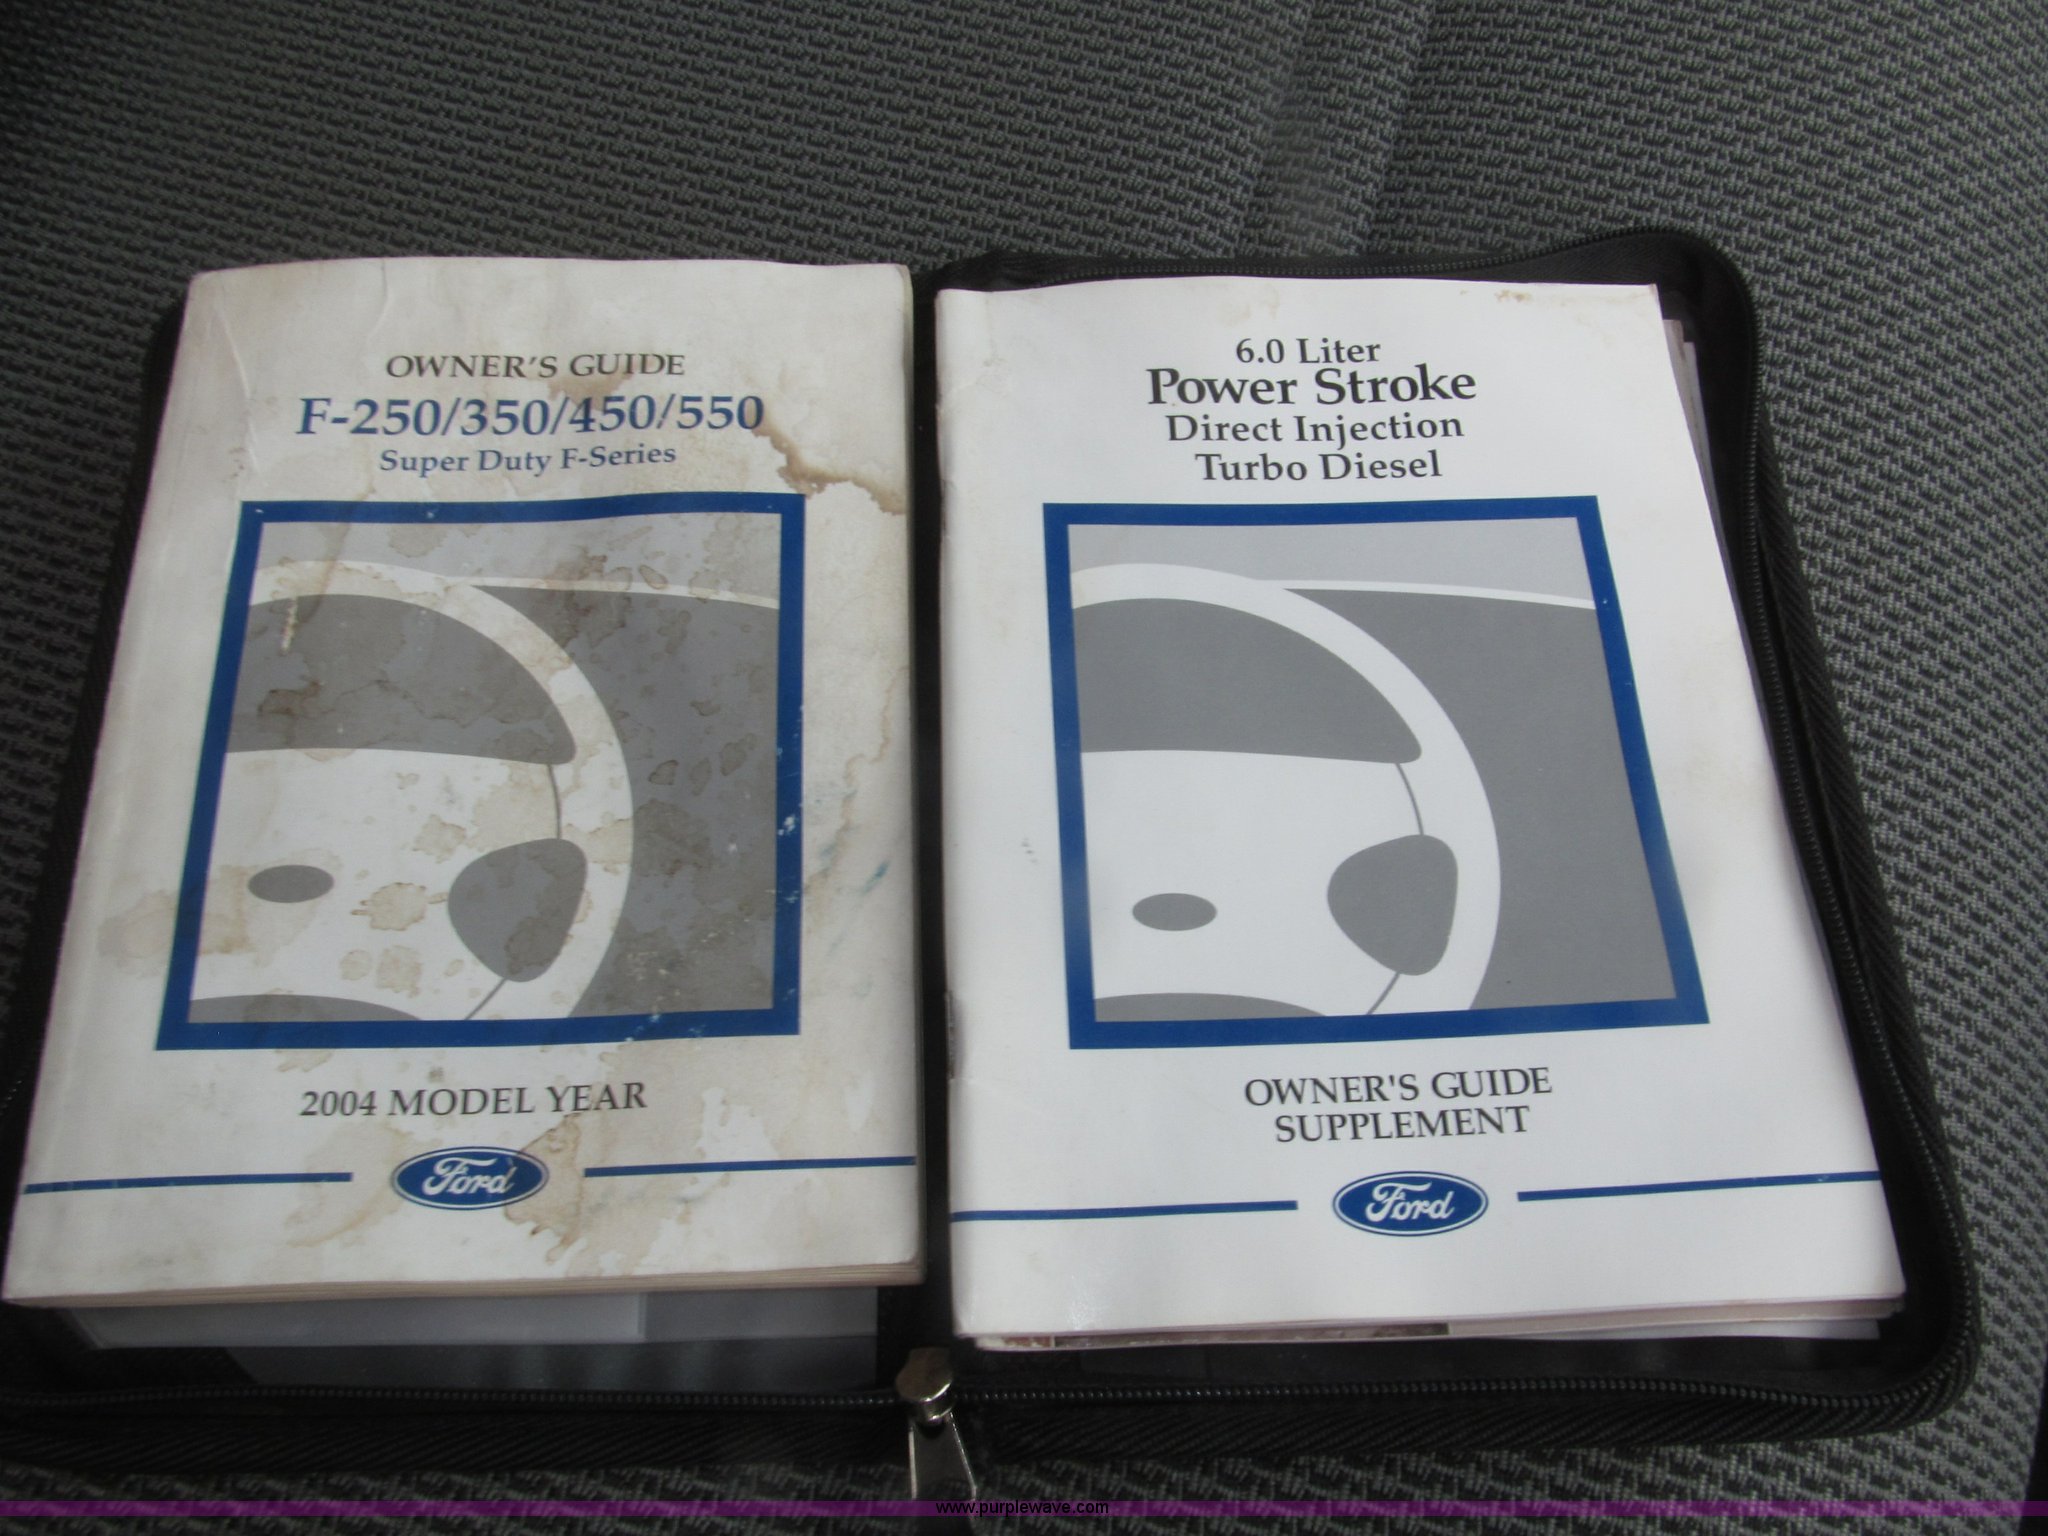 OWNER'S GUIDE
F-250/350/450/550
Super Duty F-Series
2004 MODEL YEAR
Ford
6.0 Liter
Power Stroke
Direct Injection
Turbo Diesel
OWNER'S GUIDE
SUPPLEMENT
Ford
www.purplewave.com